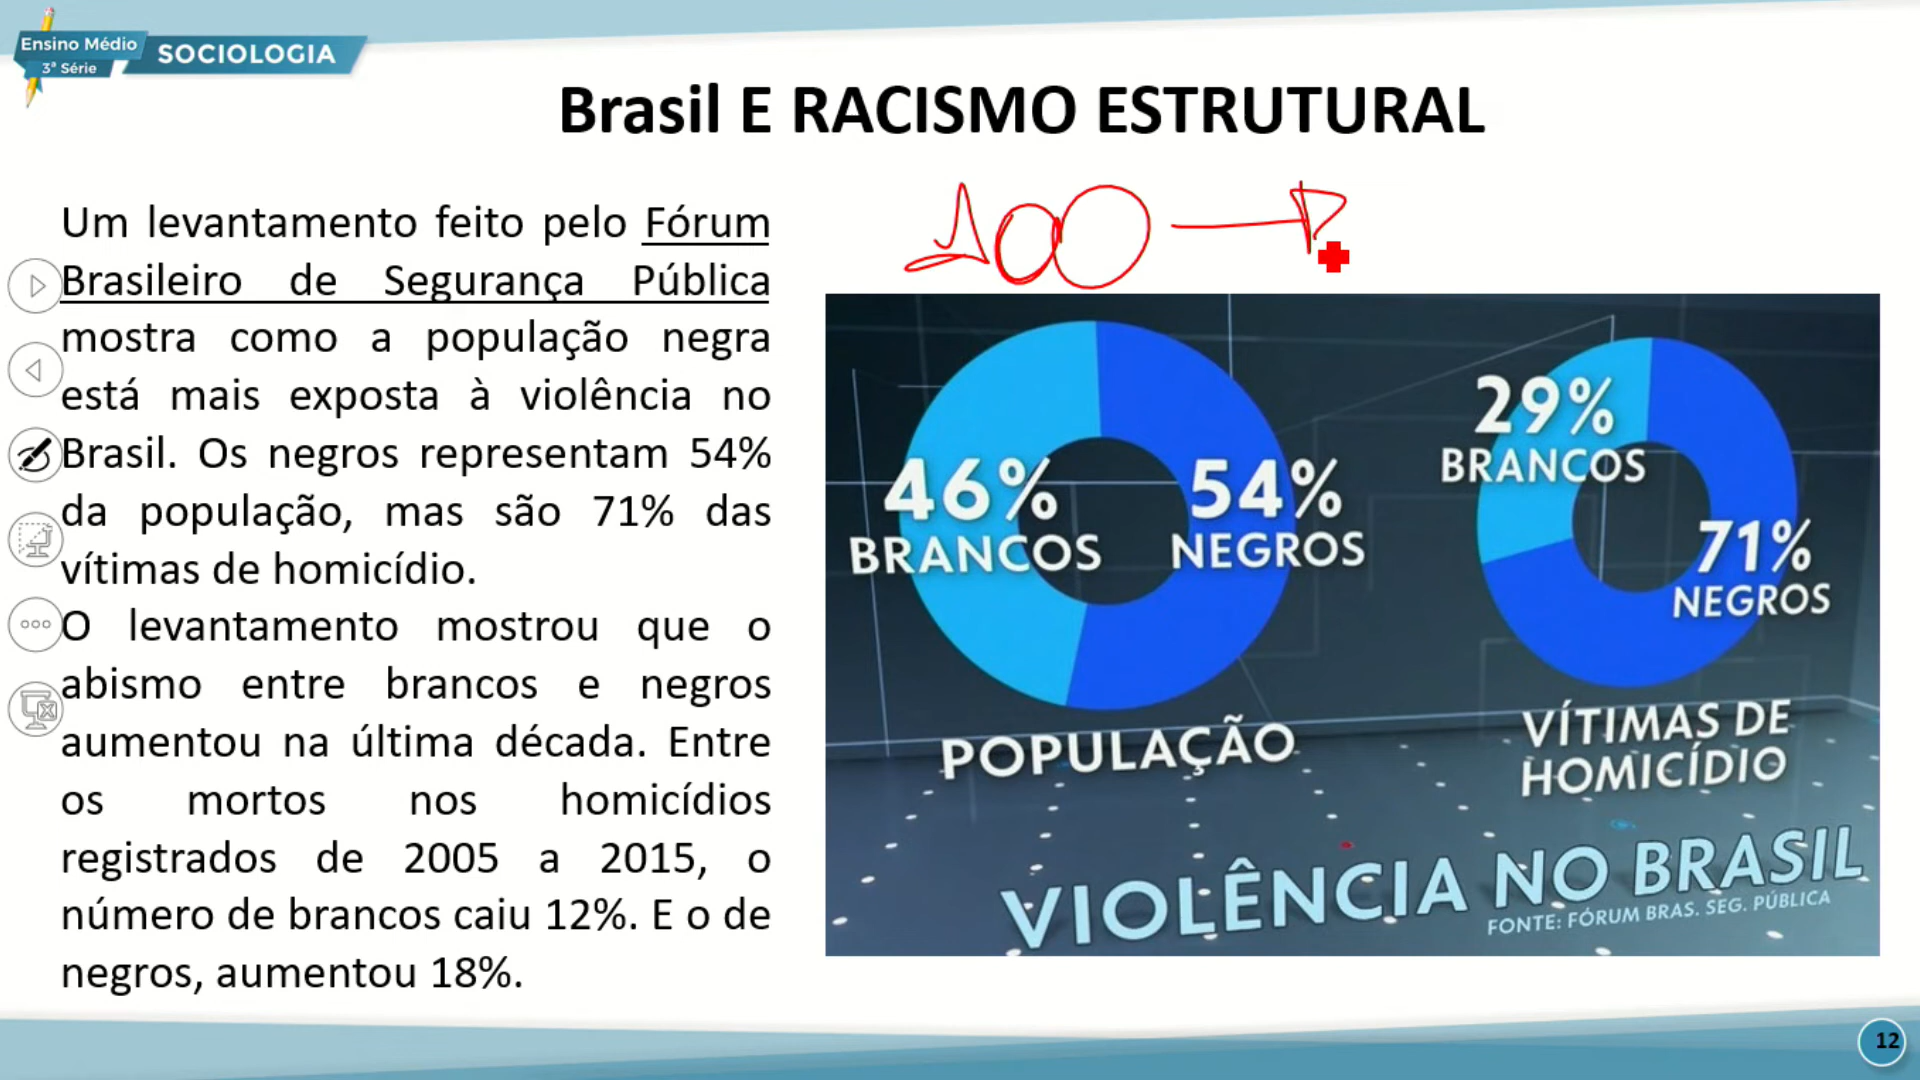 Ensino Médio
3ª Série
SOCIOLOGIA
Brasil E RACISMO ESTRUTURAL
100
Um levantamento feito pelo Fórum
Brasileiro de Segurança Pública
mostra como a população negra
está mais exposta à violência no
Brasil. Os negros representam 54%
da população, mas são 71% das
vítimas de homicídio.
O levantamento mostrou que o
abismo entre brancos e negros
aumentou na última década. Entre
os mortos nos homicídios
registrados de 2005 a 2015, o
número de brancos caiu 12%. E o de
negros, aumentou 18%.
46%
BRANCOS
54%
NEGROS
POPULAÇÃO
29%
BRANCOS
71%
NEGROS
VÍTIMAS DE
HOMICÍDIO
VIOLÊNCIA NO BRASIL
FONTE: FÓRUM BRAS. SEG. PÚBLICA
12